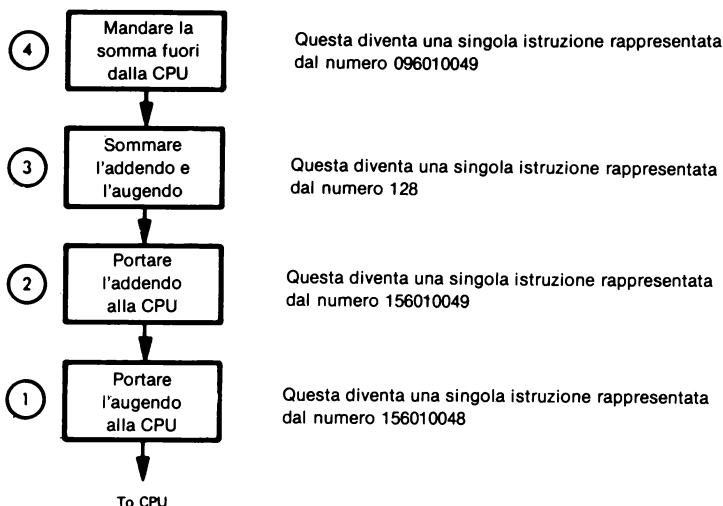 4
Mandare la
somma fuori
dalla CPU
Questa diventa una singola istruzione rappresentata
dal numero 096010049
3
Sommare
l'addendo e
l'augendo
Questa diventa una singola istruzione rappresentata
dal numero 128
2
Portare
l'addendo
alla CPU
Questa diventa una singola istruzione rappresentata
dal numero 156010049
1
Portare
l'augendo
alla CPU
Questa diventa una singola istruzione rappresentata
dal numero 156010048
To CPU